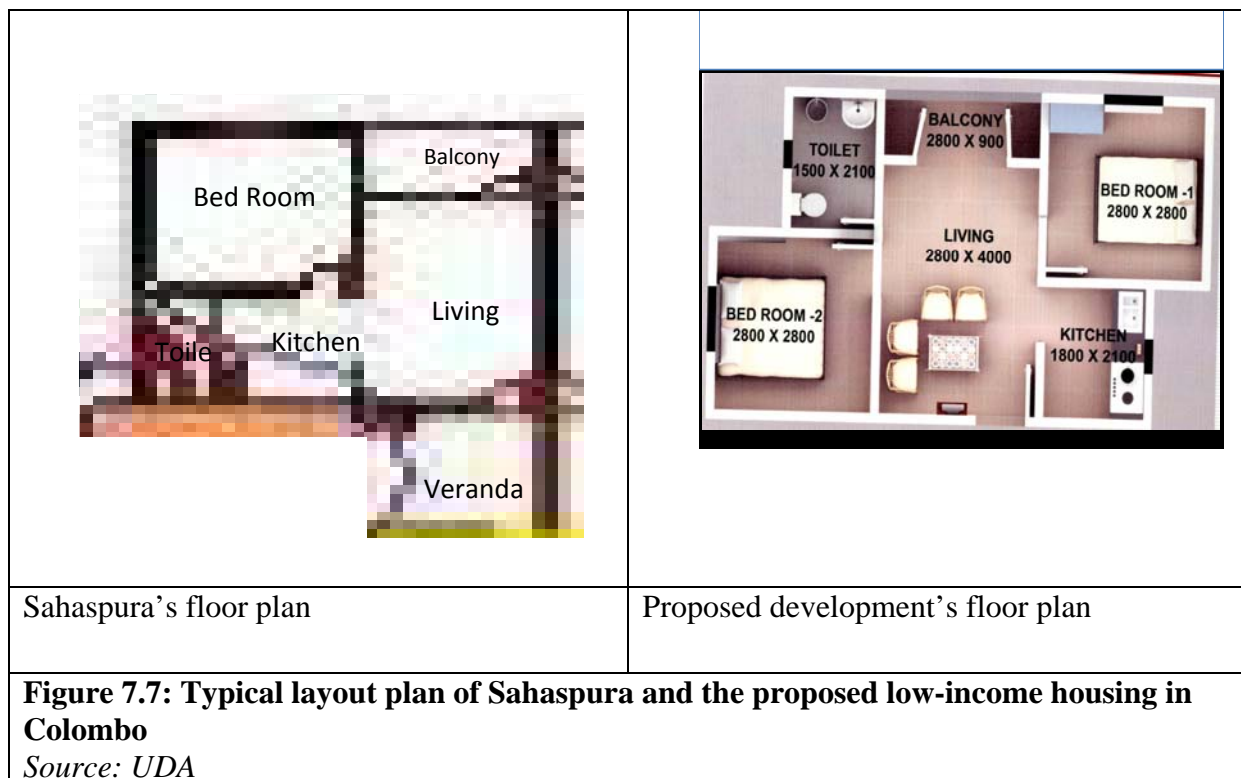 Balcony
Bed Room
Living
Kitchen
Toile
Veranda
BALCONY
2800 X 900
TOILET
1500 X 2100
BED ROOM -1
2800 X 2800
LIVING
2800 X 4000
BED ROOM -2
2800 X 2800
KITCHEN
1800 X 2100
Sahaspura’s floor plan
Proposed development’s floor plan
Figure 7.7: Typical layout plan of Sahaspura and the proposed low-income housing in
Colombo
Source: UDA